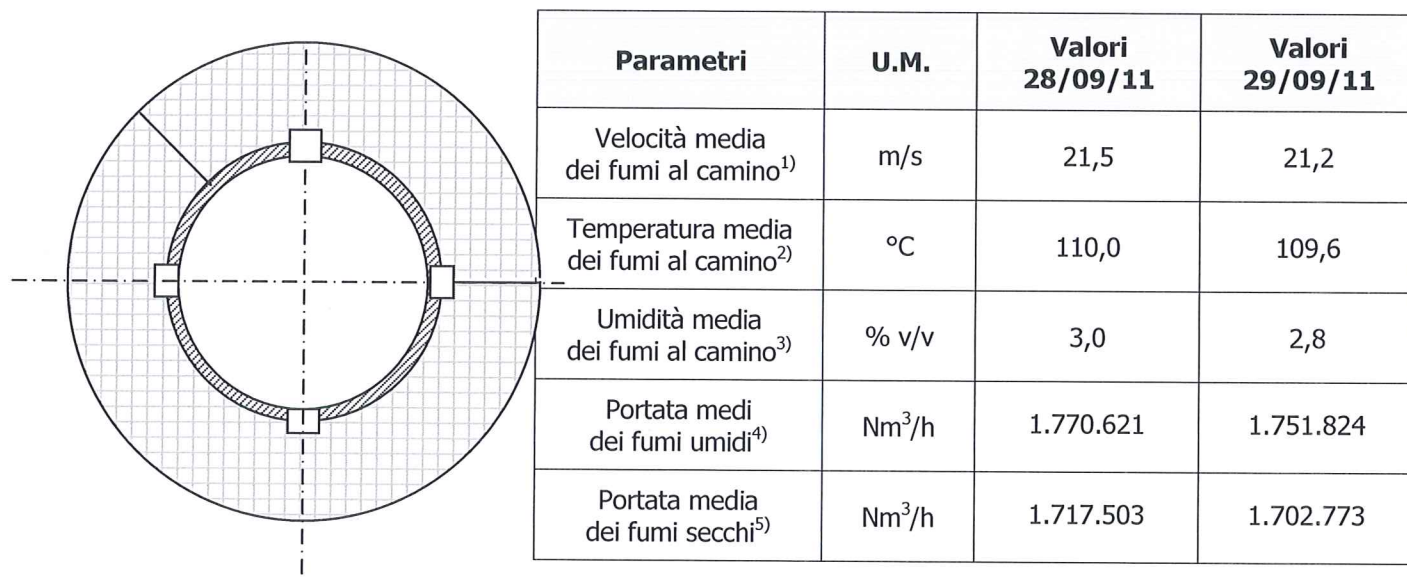 Parametri U.M. Valori 28/09/11 Valori 29/09/11
Velocità media
dei fumi al camino1) m/s 21,5 21,2
Temperatura media
dei fumi al camino2) °C 110,0 109,6
Umidità media
dei fumi al camino3) % v/v 3,0 2,8
Portata medi
dei fumi umidi4) Nm3/h 1.770.621 1.751.824
Portata media
dei fumi secchi5) Nm3/h 1.717.503 1.702.773